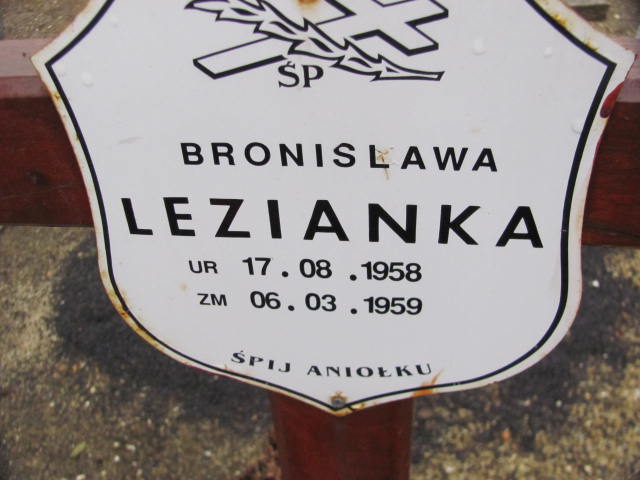 ŚP
BRONISŁAWA
LEZIANKA
UR 17.08.1958
ZM 06.03.1959
ŚPIJ ANIOŁKU